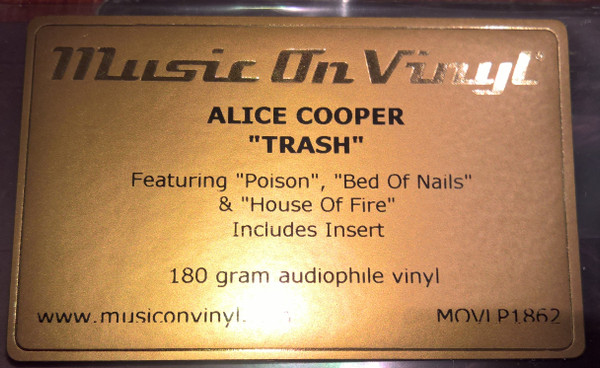 Music On Vinyl
ALICE COOPER
"TRASH"
Featuring "Poison", "Bed Of Nails"
& "House Of Fire"
Includes Insert
180 gram audiophile vinyl
www.musiconvinyl.
MOVLP1862